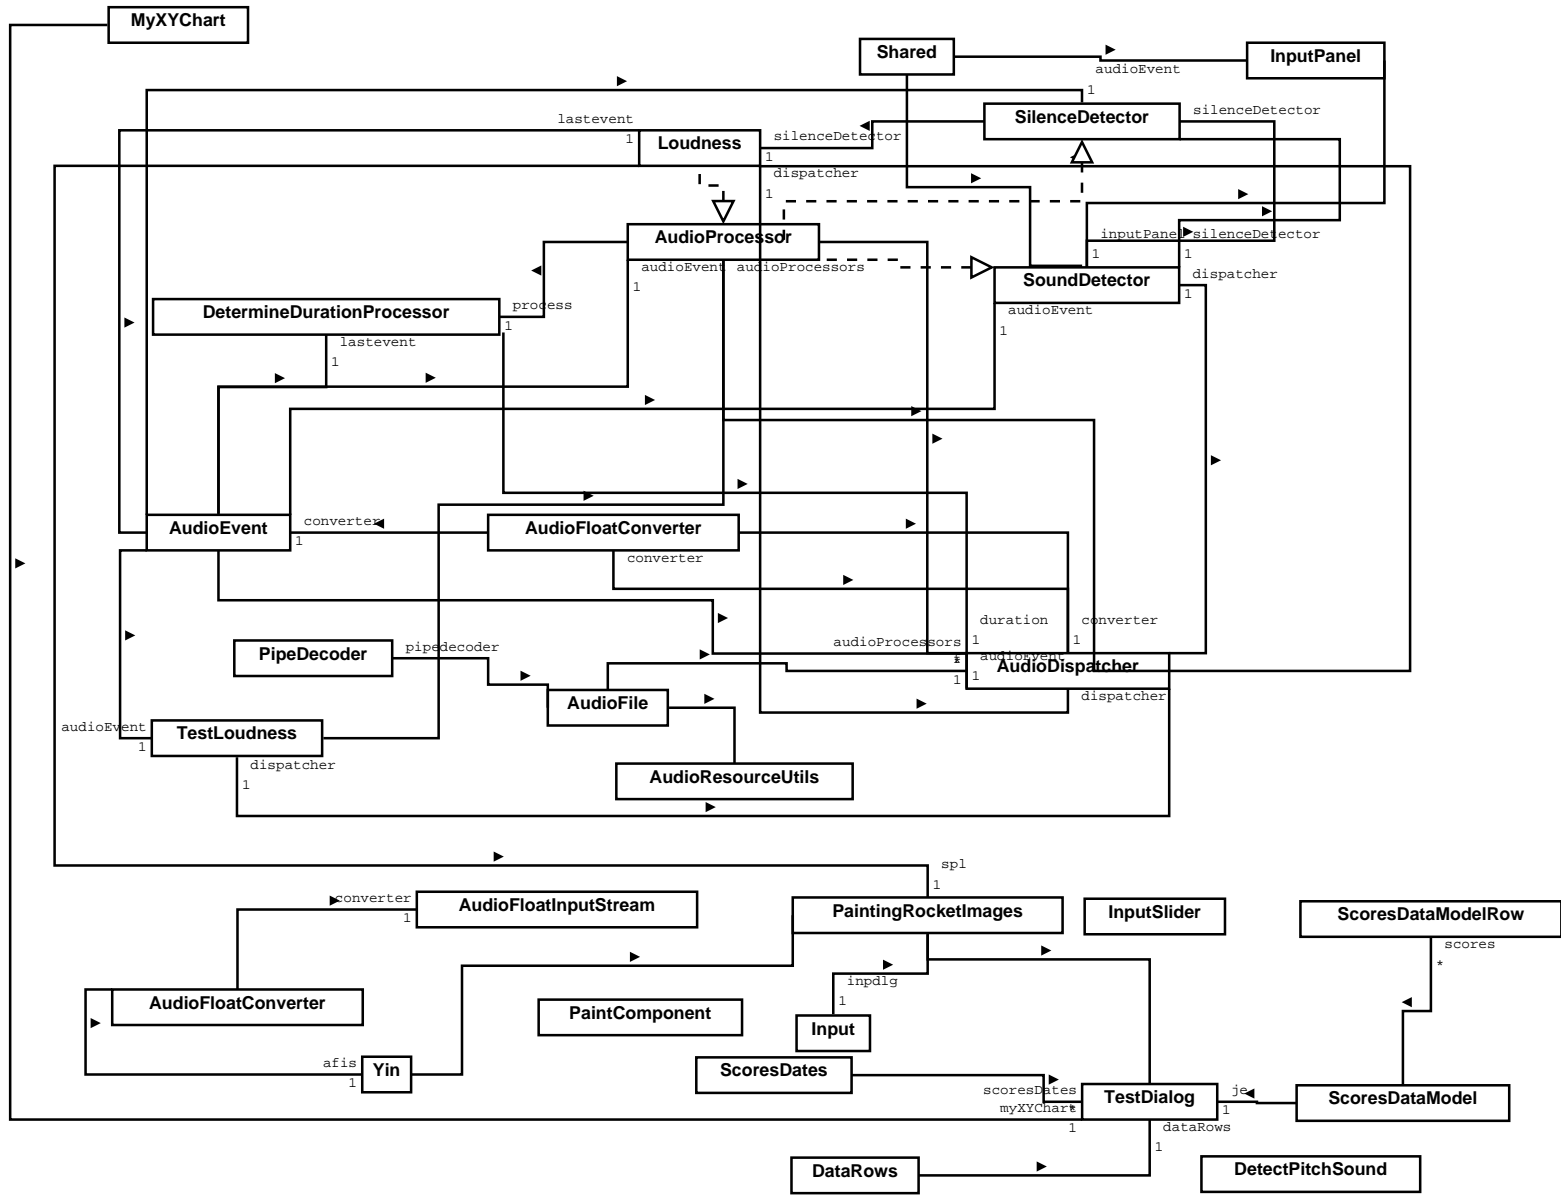 MyXYChart
Shared
InputPanel
audioEvent
1
SilenceDetector
silenceDetector
lastevent
1
Loudness
silenceDetector
1
dispatcher
1
AudioProcessor
audioEvent
audioProcessors
1
inputPanel
silenceDetector
1
1
SoundDetector
dispatcher
1
audioEvent
1
DetermineDurationProcessor
process
1
lastevent
1
AudioEvent
converter
1
AudioFloatConverter
converter
duration
1
converter
1
audioProcessors
*
audioEvent
1
1
AudioDispatcher
dispatcher
PipeDecoder
pipedecoder
AudioFile
audioEvent
1
TestLoudness
dispatcher
1
AudioResourceUtils
spl
1
converter
1
AudioFloatInputStream
PaintingRocketImages
InputSlider
ScoresDataModelRow
scores
*
inpdlg
1
AudioFloatConverter
PaintComponent
Input
afis
1
Yin
ScoresDates
scoresDates
*
myXYChart
1
TestDialog
je
1
ScoresDataModel
dataRows
1
DataRows
DetectPitchSound